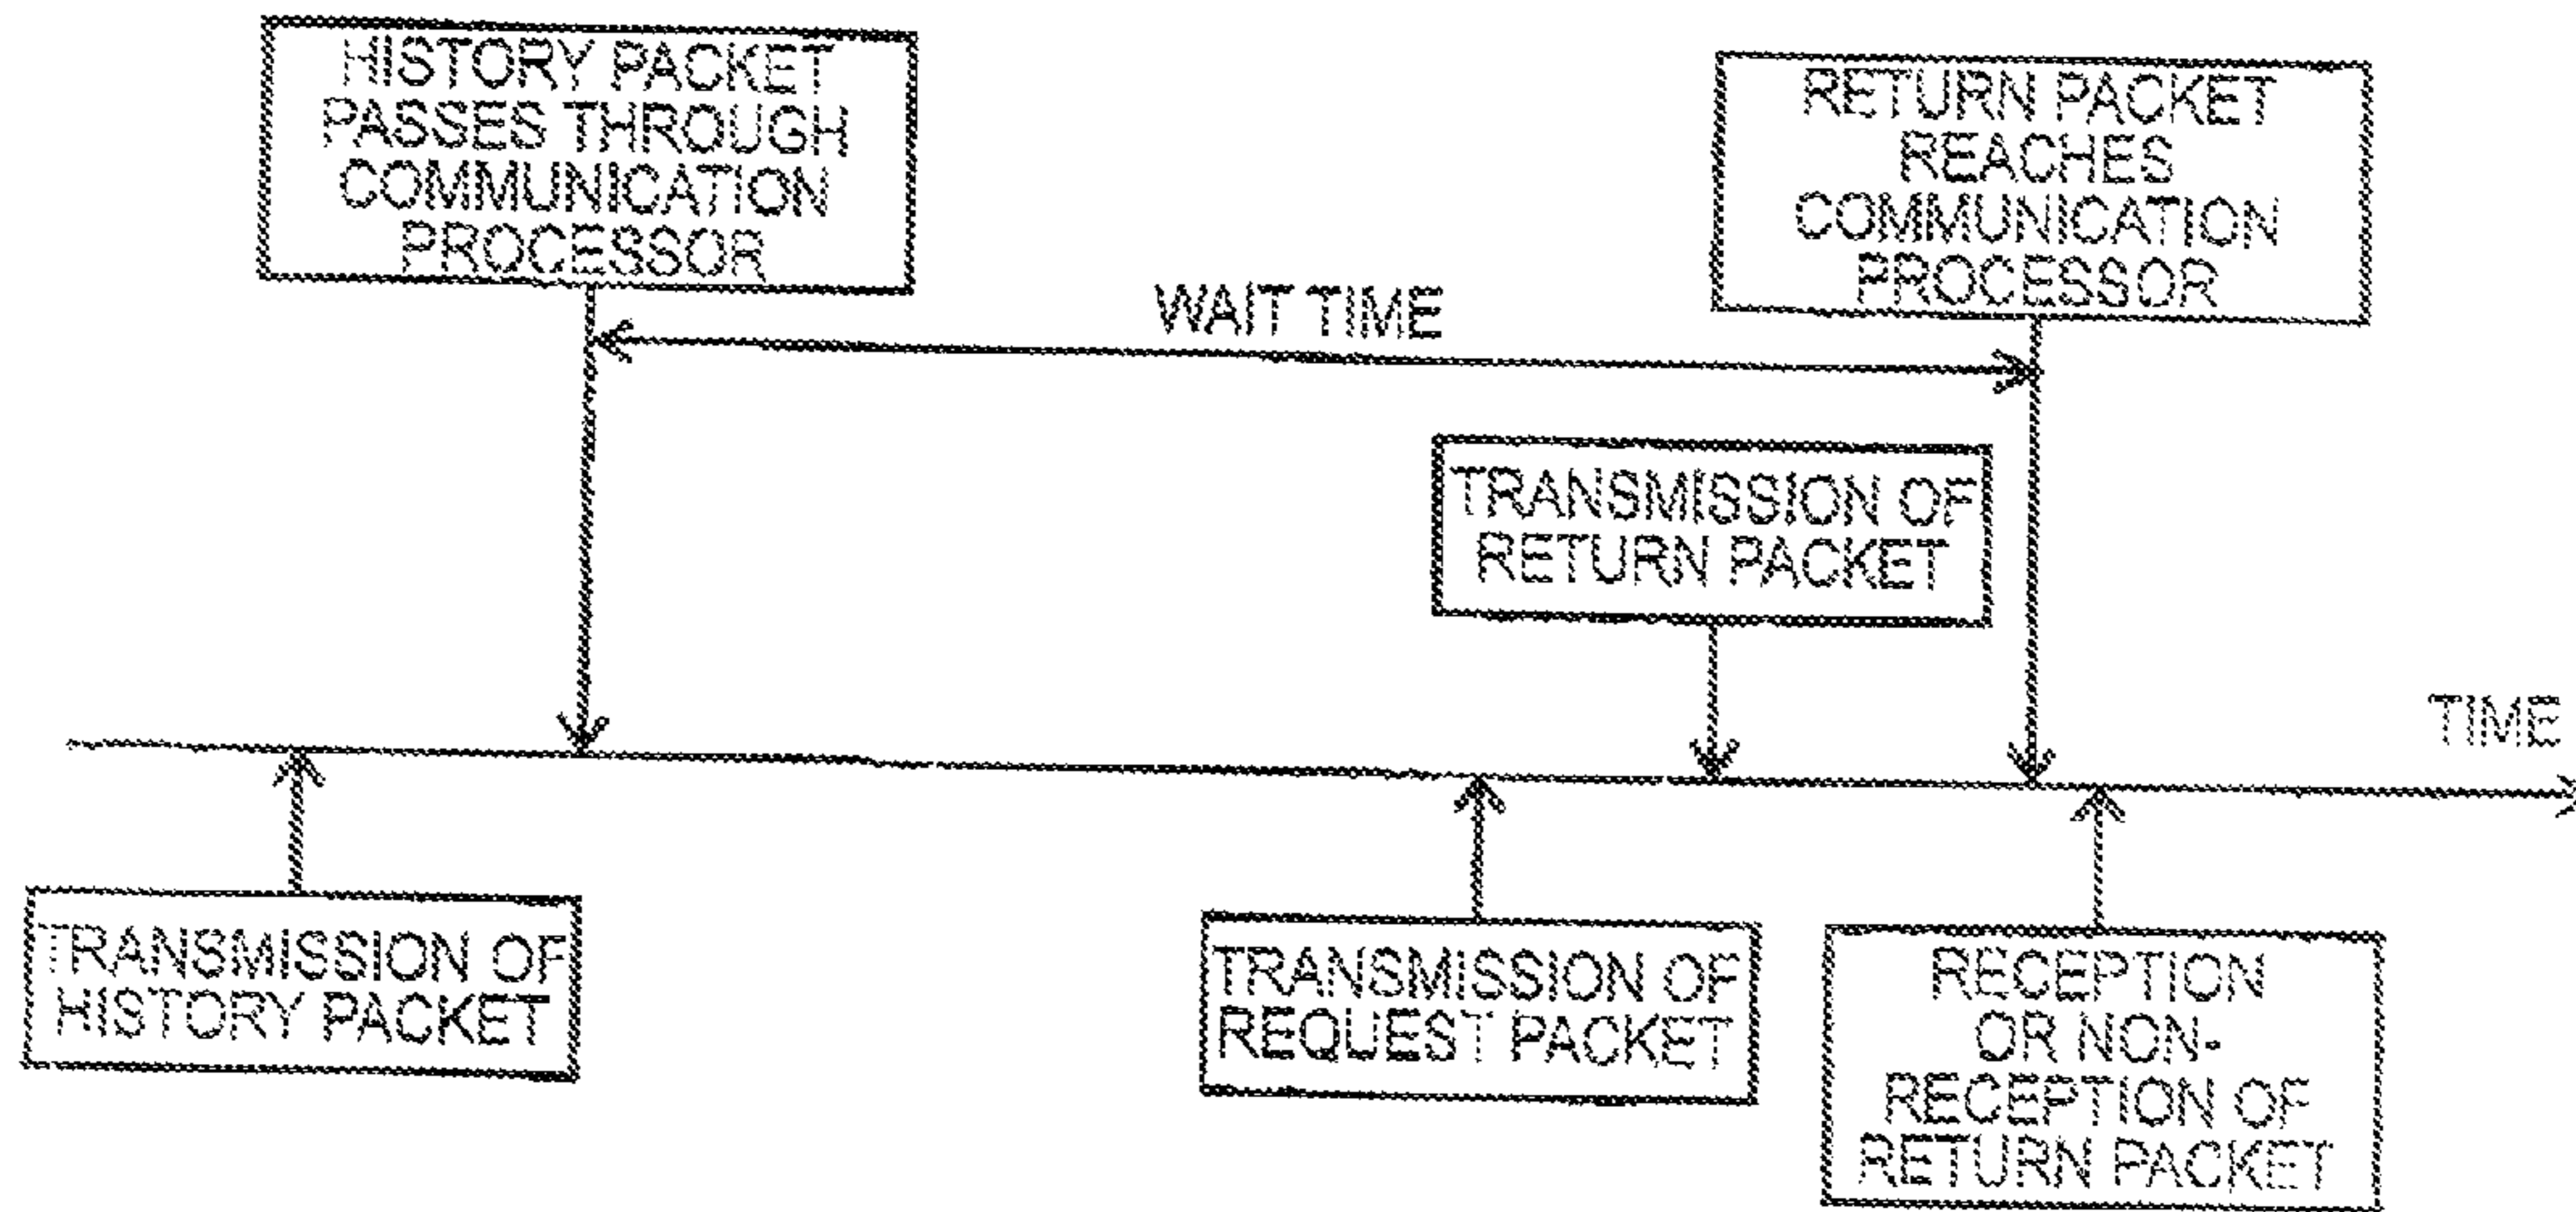 HISTORY PACKET
PASSES THROUGH
COMMUNICATION
PROCESSOR
RETURN PACKET
REACHES
COMMUNICATION
PROCESSOR
WAIT TIME
TRANSMISSION OF
RETURN PACKET
TIME
TRANSMISSION OF
HISTORY PACKET
TRANSMISSION OF
REQUEST PACKET
RECEPTION
OR NON-
RECEPTION OF
RETURN PACKET